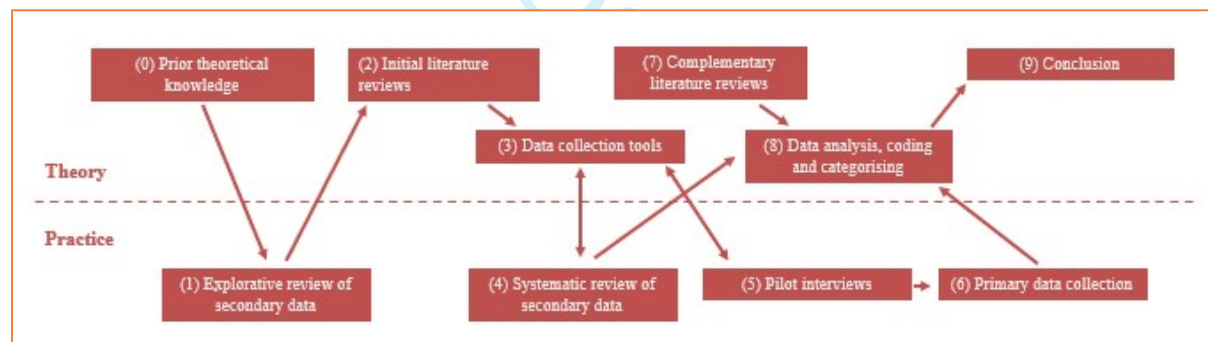 (0) Prior theoretical
knowledge
(2) Initial literature
reviews
(7) Complementary
literature reviews
(9) Conclusion
(3) Data collection tools
(8) Data analysis, coding
and categorising
Theory
Practice
(1) Explorative review of
secondary data
(4) Systematic review of
secondary data
(5) Pilot interviews
(6) Primary data collection